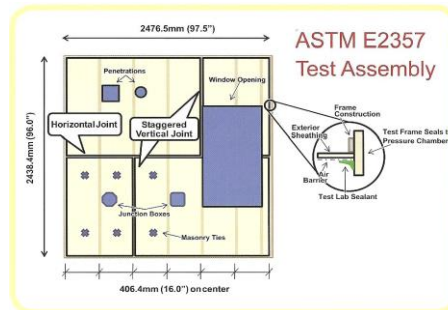 2476.5mm (97.5")
ASTM E2357
Test Assembly
Penetrations
Window Opening
Horizontal Joint
Staggered
Vertical Joint
2438.4mm (96.0")
Frame
Construction
Exterior
Sheathing
Test Frame Seals t
Pressure Chamber
Air
Barrier
Test Lab Sealant
Junction Boxes
Masonry Ties
406.4mm (16.0") on center